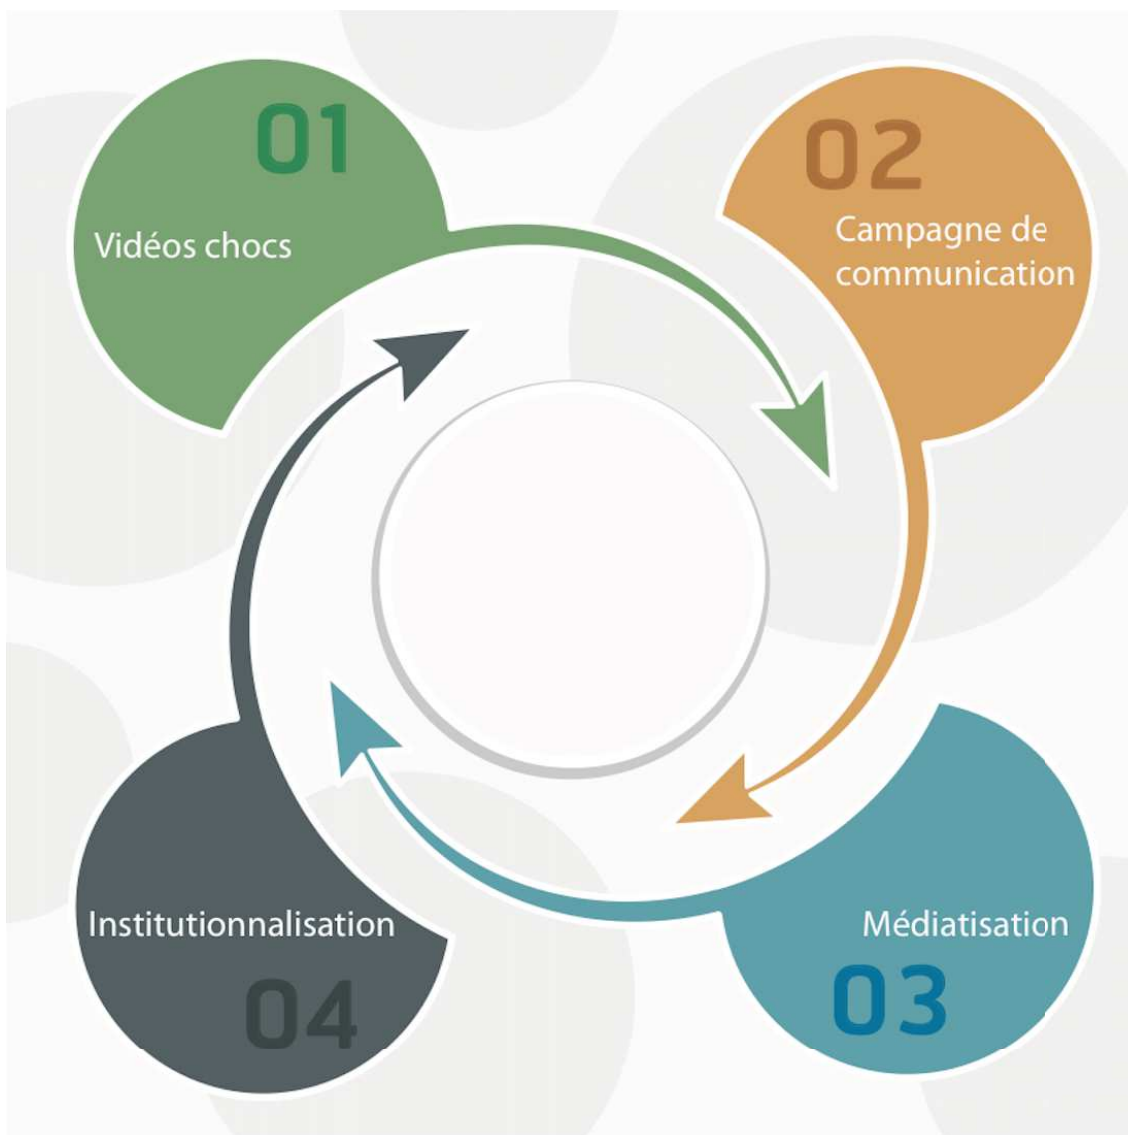 01
Vidéos chocs
02
Campagne de
communication
Médiatisation
03
Institutionnalisation
04